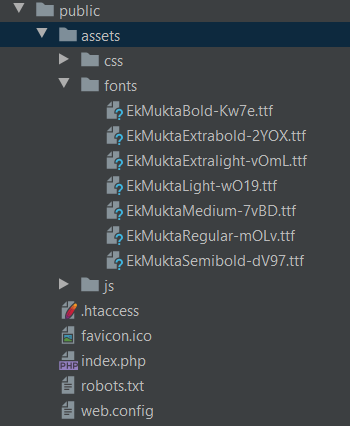 public
assets
css
fonts
EkMuktaBold-Kw7e.ttf
EkMuktaExtrabold-2YOX.ttf
EkMuktaExtralight-vOmL.ttf
EkMuktaLight-wO19.ttf
EkMuktaMedium-7vBD.ttf
EkMuktaRegular-mOLv.ttf
EkMuktaSemibold-dV97.ttf
js
.htaccess
favicon.ico
index.php
robots.txt
web.config